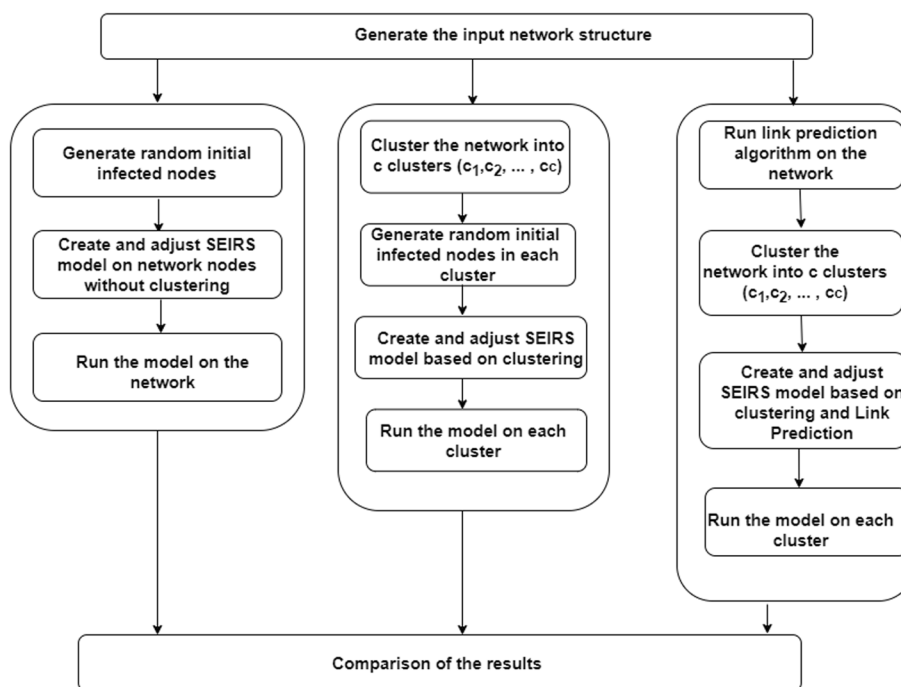 Generate the input network structure
Generate random initial
infected nodes
Create and adjust SEIRS
model on network nodes
without clustering
Run the model on the
network
Cluster the network into
c clusters (c₁,c₂, ... , cc)
Generate random initial
infected nodes in each
cluster
Create and adjust SEIRS
model based on clustering
Run the model on each
cluster
Run link prediction
algorithm on the
network
Cluster the
network into c clusters
(c₁,c₂, ... , cc)
Create and adjust
SEIRS model based on
clustering and Link
Prediction
Run the model on each
cluster
Comparison of the results